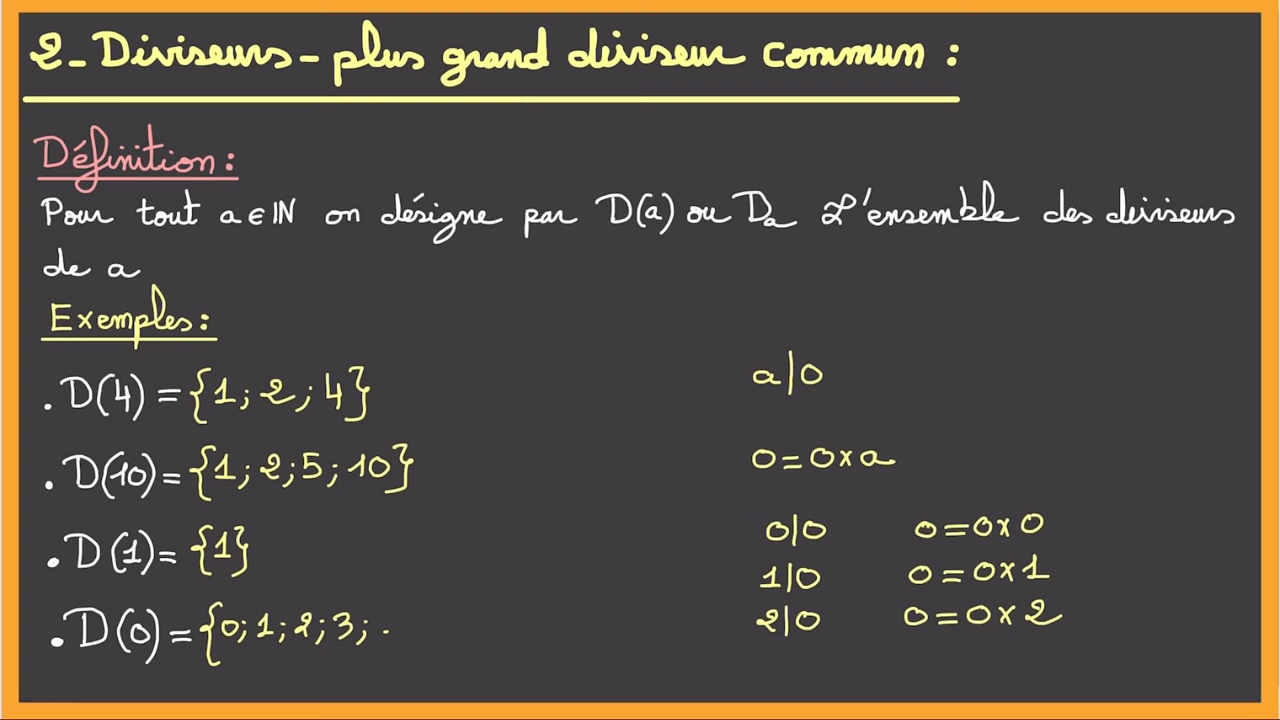 2_Diviseurs - plus grand diviseur commun :
Définition :
Pour tout a ∈ ℕ on désigne par D(a) ou Da L'ensemble des diviseurs
de a
Exemples :
. D(4) = {1; 2; 4}
a|0
. D(10) = {1; 2; 5; 10}
0 = 0 x a
0|0 0 = 0 x 0
. D(1) = {1}
1|0 0 = 0 x 1
2|0 0 = 0 x 2
. D(0) = {0; 1; 2; 3; .